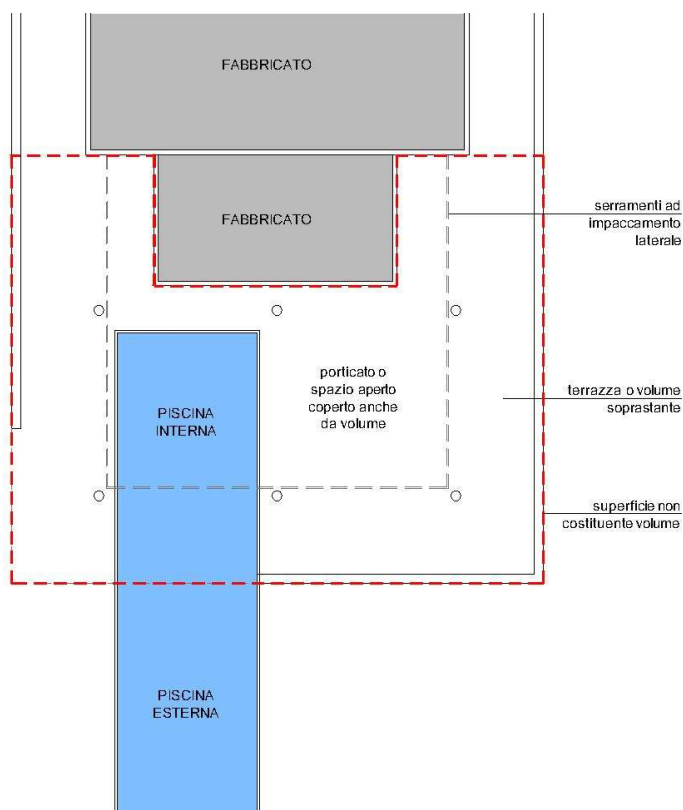 FABBRICATO
FABBRICATO
serramenti ad
impaccamento
laterale
porticato o
spazio aperto
coperto anche
da volume
terrazza o volume
soprastante
PISCINA
INTERNA
superficie non
costituente volume
PISCINA
ESTERNA